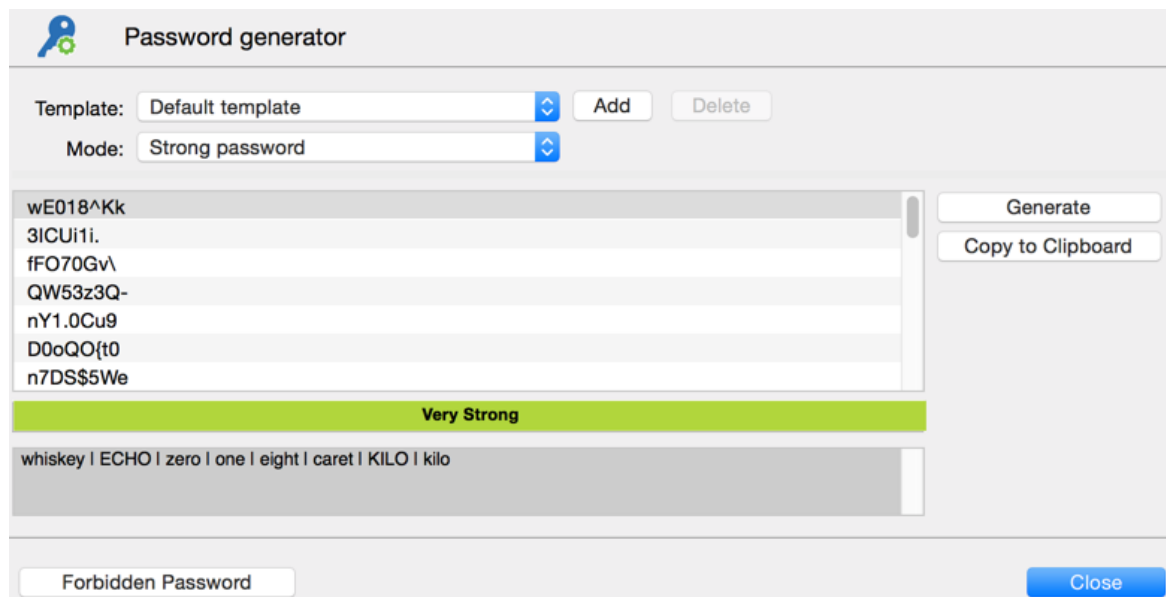 Password generator
Template: Default template Add Delete
Mode: Strong password
wE018^Kk
Generate
3ICUi1i.
Copy to Clipboard
fFO70Gv\
QW53z3Q-
nY1.0Cu9
D0oQO{t0
n7DS$5We
Very Strong
whiskey | ECHO | zero | one | eight | caret | KILO | kilo
Forbidden Password Close